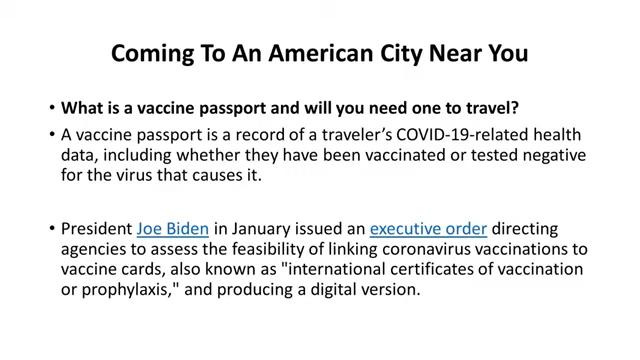 Coming To An American City Near You
• What is a vaccine passport and will you need one to travel?
• A vaccine passport is a record of a traveler's COVID-19-related health
data, including whether they have been vaccinated or tested negative
for the virus that causes it.
• President Joe Biden in January issued an executive order directing
agencies to assess the feasibility of linking coronavirus vaccinations to
vaccine cards, also known as "international certificates of vaccination
or prophylaxis," and producing a digital version.